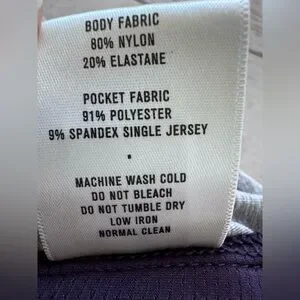 BODY FABRIC
80% NYLON
20% ELASTANE
POCKET FABRIC
91% POLYESTER
9% SPANDEX SINGLE JERSEY
•
MACHINE WASH COLD
DO NOT BLEACH
DO NOT TUMBLE DRY
LOW IRON
NORMAL CLEAN